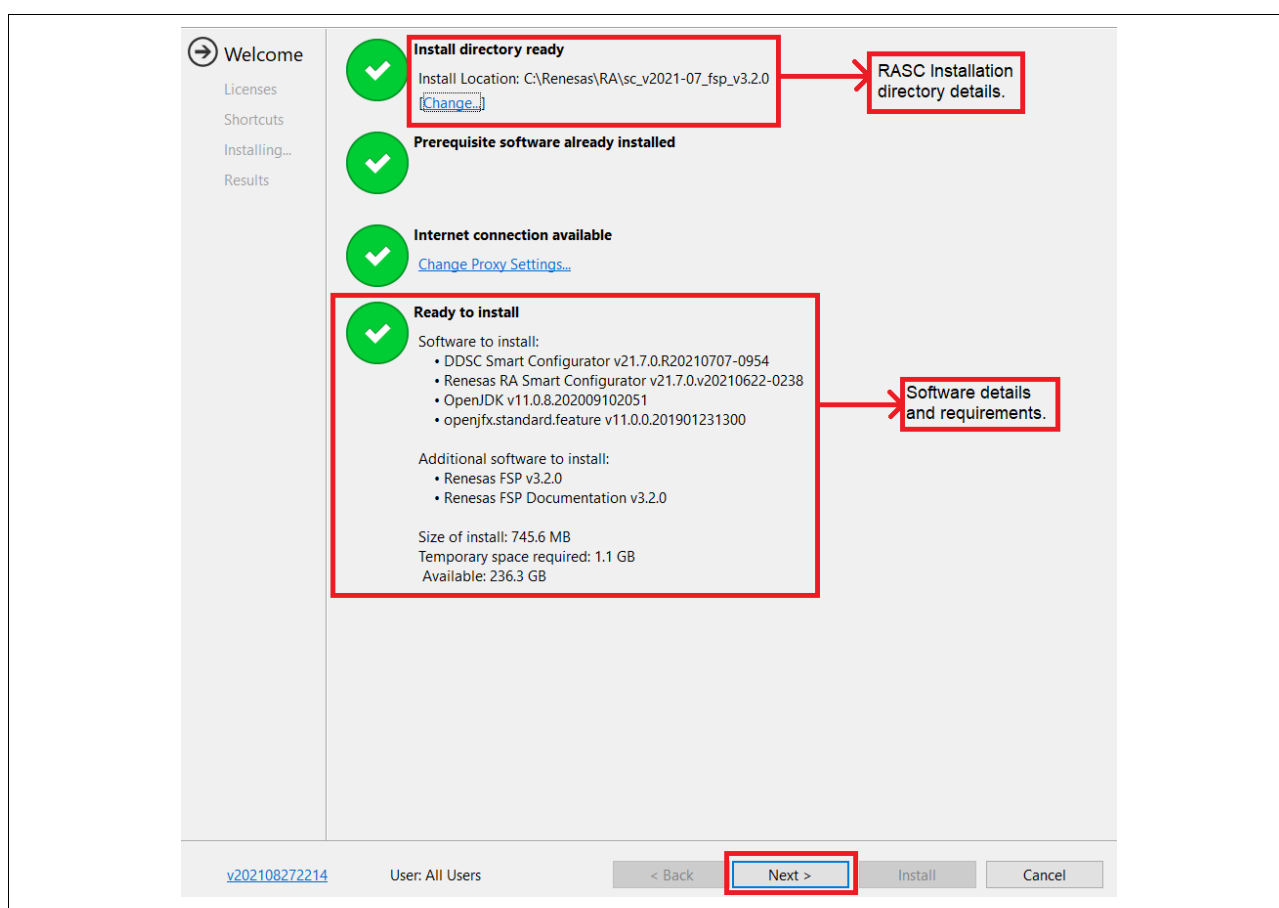 Welcome
Licenses
Shortcuts
Installing...
Results
Install directory ready
Install Location: C:\Renesas\RA\sc_v2021-07_fsp_v3.2.0
[Change...]
RASC Installation
directory details.
Prerequisite software already installed
Internet connection available
Change Proxy Settings...
Ready to install
Software to install:
• DDSC Smart Configurator v21.7.0.R20210707-0954
• Renesas RA Smart Configurator v21.7.0.v20210622-0238
• OpenJDK v11.0.8.202009102051
• openjfx.standard.feature v11.0.0.201901231300
Software details
and requirements.
Additional software to install:
• Renesas FSP v3.2.0
• Renesas FSP Documentation v3.2.0
Size of install: 745.6 MB
Temporary space required: 1.1 GB
Available: 236.3 GB
v202108272214
User: All Users
< Back
Next >
Install
Cancel